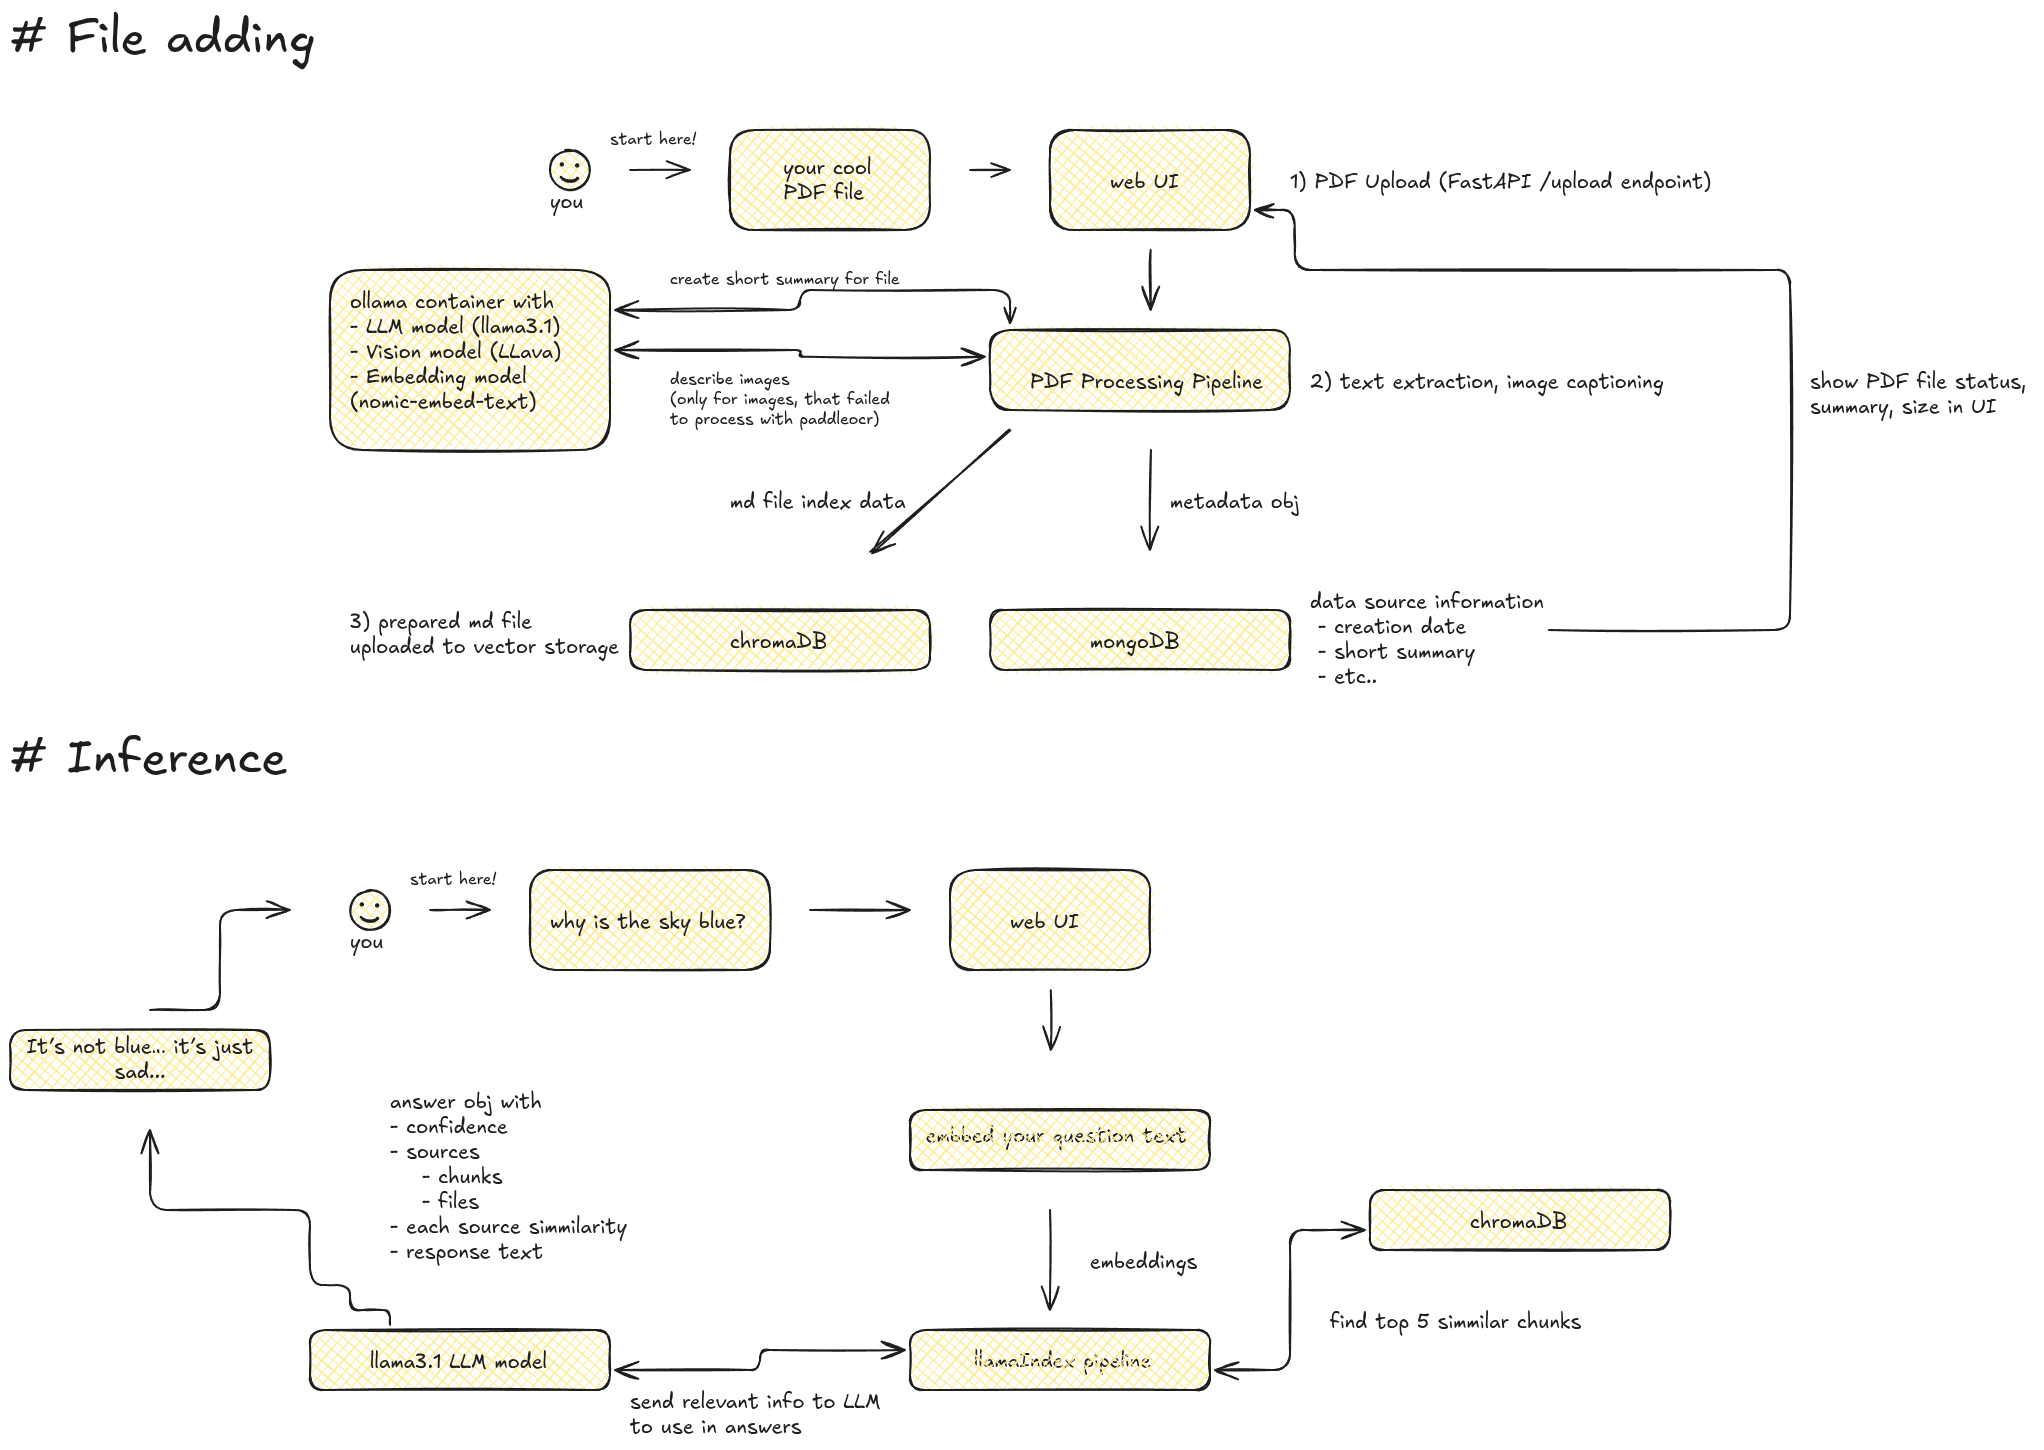 # File adding
start here!
you
your cool
PDF file
web UI
1) PDF Upload (FastAPI /upload endpoint)
create short summary for file
ollama container with
- LLM model (llama3.1)
- Vision model (LLava)
- Embedding model
(nomic-embed-text)
describe images
(only for images, that failed
to process with paddleocr)
PDF Processing Pipeline
2) text extraction, image captioning
show PDF file status,
summary, size in UI
md file index data
metadata obj
3) prepared md file
uploaded to vector storage
chromaDB
mongoDB
data source information
- creation date
- short summary
- etc..
# Inference
start here!
you
why is the sky blue?
web UI
It's not blue... it's just
sad...
answer obj with
- confidence
- sources
- chunks
- files
- each source simmilarity
- response text
embbed your question text
embeddings
chromaDB
find top 5 simmilar chunks
llama3.1 LLM model
llamaIndex pipeline
send relevant info to LLM
to use in answers